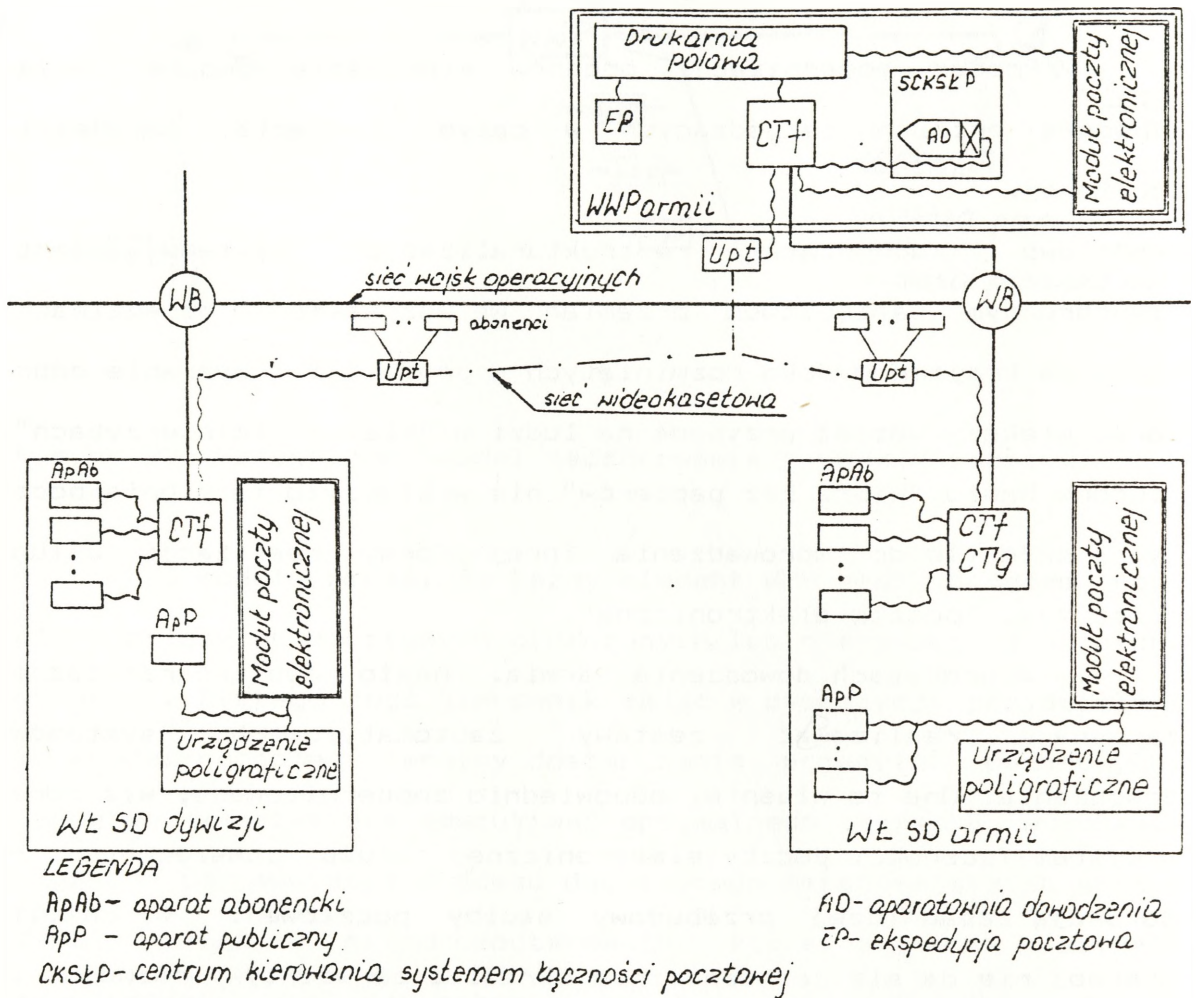 Drukarnia
polowa
EP
CTf
SCKSŁP
AD
Moduł poczty
elektronicznej
WWP armii
Upt
WB
sieć wojsk operacyjnych
WB
abonenci
Upt
Upt
sieć wideokasetowa
ApAb
CTf
ApP
Moduł poczty
elektronicznej
Urządzenie
poligraficzne
WŁ SD dywizji
ApAb
CTf
CTg
ApP
Moduł poczty
elektronicznej
Urządzenie
poligraficzne
WŁ SD armii
LEGENDA
ApAb - aparat abonencki
ApP - aparat publiczny
CKSŁP - centrum kierowania systemem łączności pocztowej
AD - aparatownia dowodzenia
EP - ekspedycja pocztowa